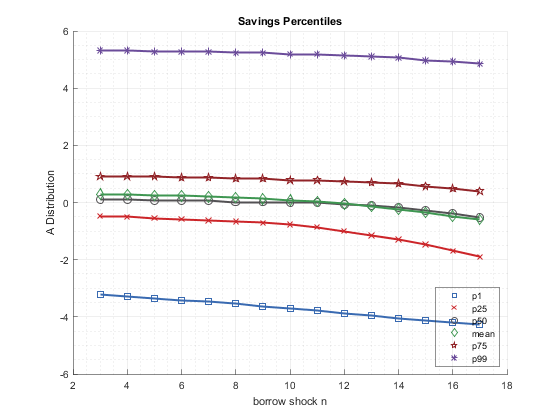 Savings Percentiles
6
4
2
0
-2
-4
-6
A Distribution
2
4
6
8
10
12
14
16
18
borrow shock n
p1
p25
p50
mean
p75
p99